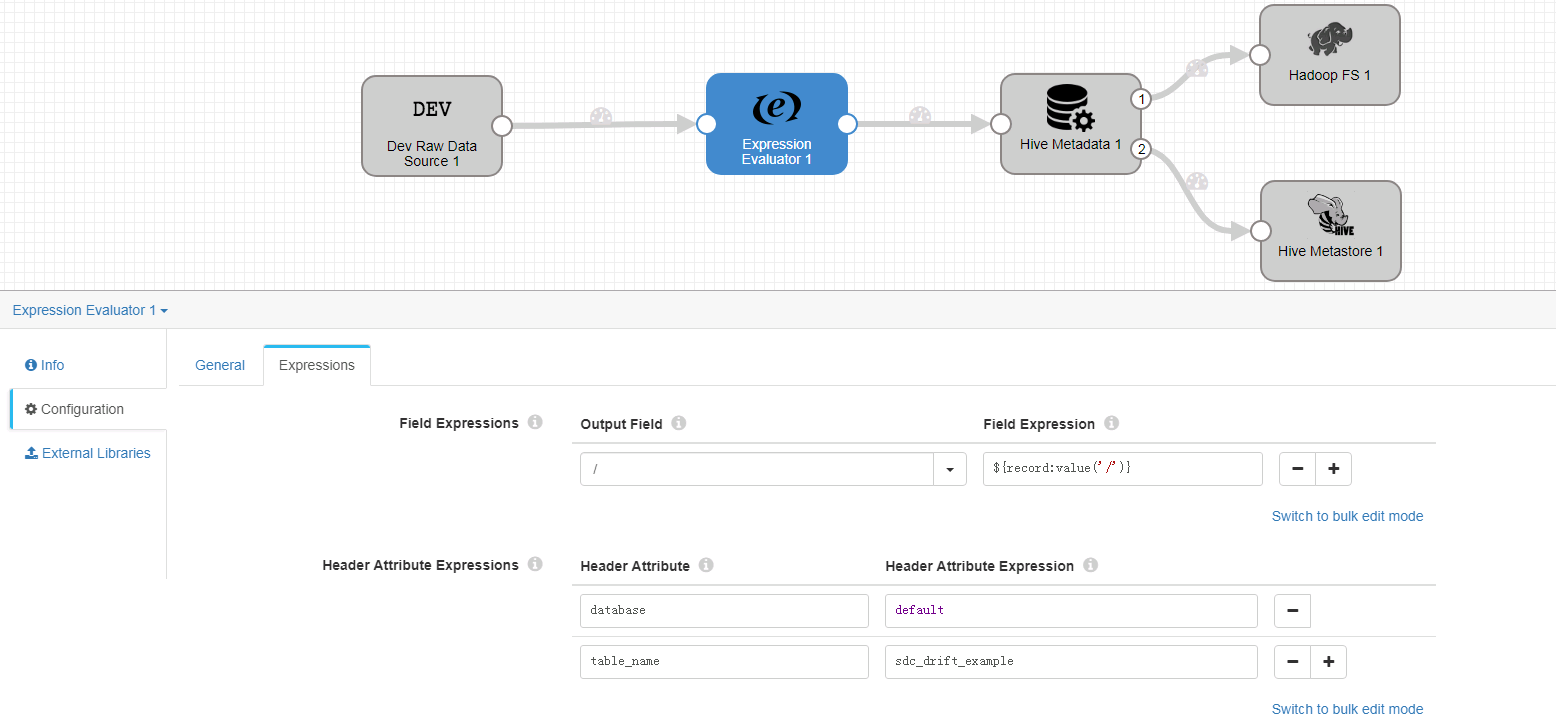 DEV
Dev Raw Data
Source 1
Expression
Evaluator 1
Hive Metadata 1
1
2
Hadoop FS 1
HIVE
Hive Metastore 1
Expression Evaluator 1
Info
Configuration
External Libraries
General
Expressions
Field Expressions
Output Field
Field Expression
/
${record:value('/')}
Switch to bulk edit mode
Header Attribute Expressions
Header Attribute
Header Attribute Expression
database
default
table_name
sdc_drift_example
Switch to bulk edit mode